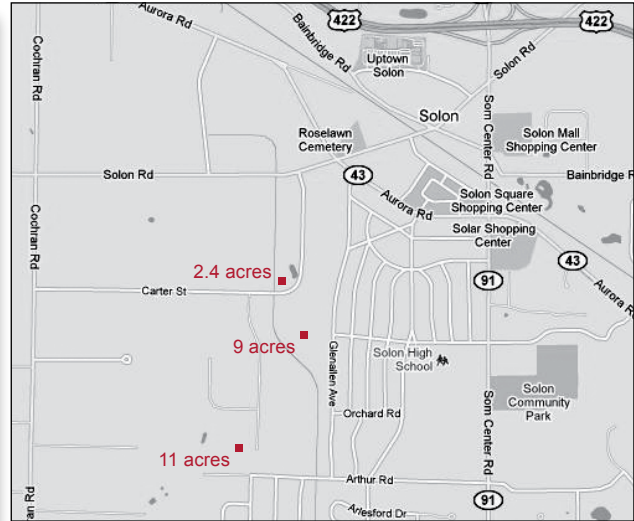 422
422
Cochran Rd
Aurora Rd
Bainbridge Rd
Uptown
Solon
Solon Rd
Solon
Som Center Rd
Roselawn
Cemetery
Solon Mall
Shopping Center
Solon Rd
43
Bainbridge R
Aurora Rd
Solon Square
Shopping Center
Cochran Rd
Solar Shopping
Center
43
2.4 acres
91
Aurora Rd
Carter St
9 acres
Glenallen Ave
Solon High
School
Solon
Community
Park
Orchard Rd
Som Center Rd
11 acres
Arthur Rd
an Rd
91
Arlesford Dr